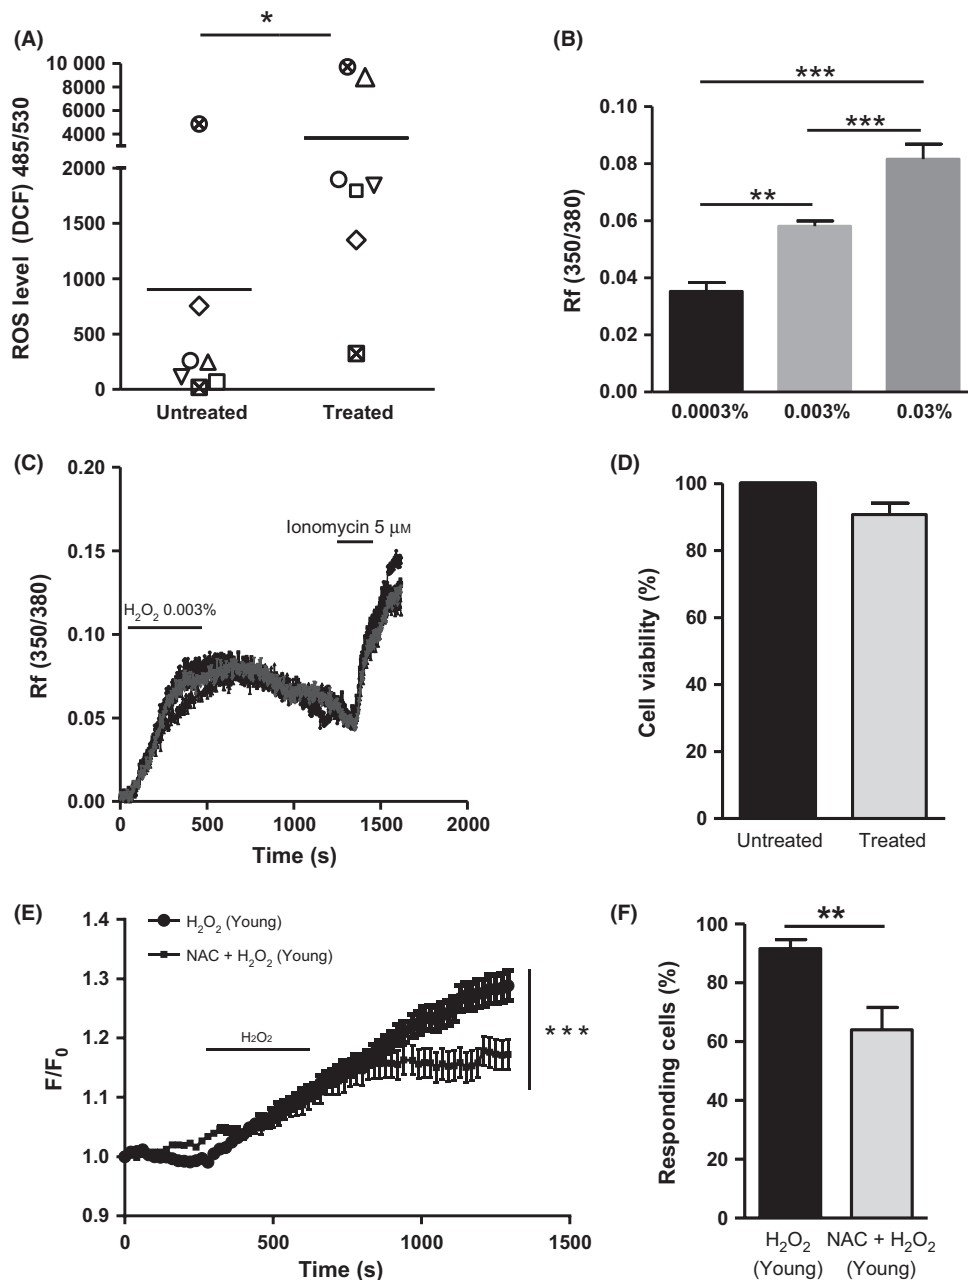 (A)
*
ROS level (DCF) 485/530
10 000
8000
6000
4000
2000
1500
1000
500
0
Untreated
Treated
(B)
***
***
**
Rf (350/380)
0.10
0.08
0.06
0.04
0.02
0.00
0.0003%
0.003%
0.03%
(C)
Rf (350/380)
0.20
0.15
0.10
0.05
0.00
Ionomycin 5 μM
H₂O₂ 0.003%
0
500
1000
1500
2000
Time (s)
(D)
Cell viability (%)
100
80
60
40
20
0
Untreated
Treated
(E)
F/F₀
1.4
1.3
1.2
1.1
1.0
0.9
H₂O₂ (Young)
NAC + H₂O₂ (Young)
H₂O₂
***
0
500
1000
1500
Time (s)
(F)
**
Responding cells (%)
100
80
60
40
20
0
H₂O₂
(Young)
NAC + H₂O₂
(Young)